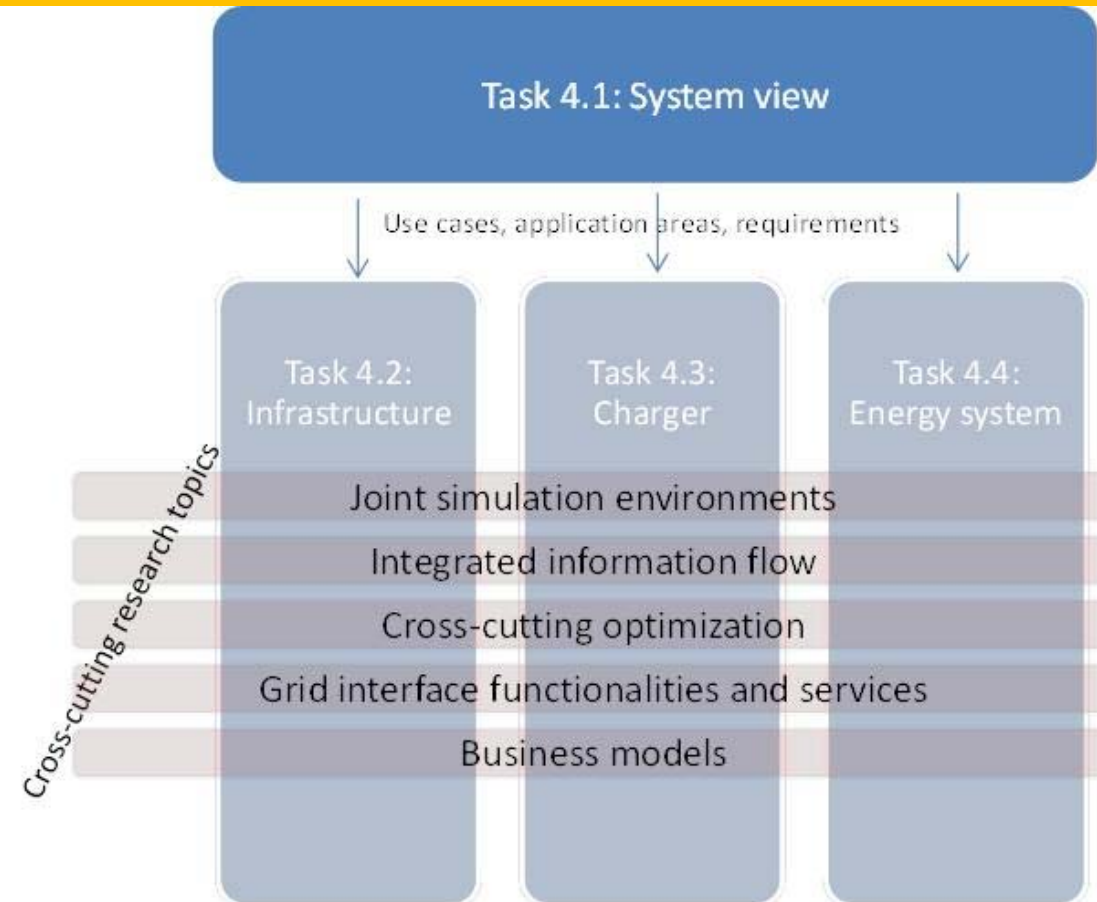 Task 4.1: System view
Use cases, application areas, requirements
Task 4.2:
Infrastructure
Task 4.3:
Charger
Task 4.4:
Energy system
Cross-cutting research topics
Joint simulation environments
Integrated information flow
Cross-cutting optimization
Grid interface functionalities and services
Business models